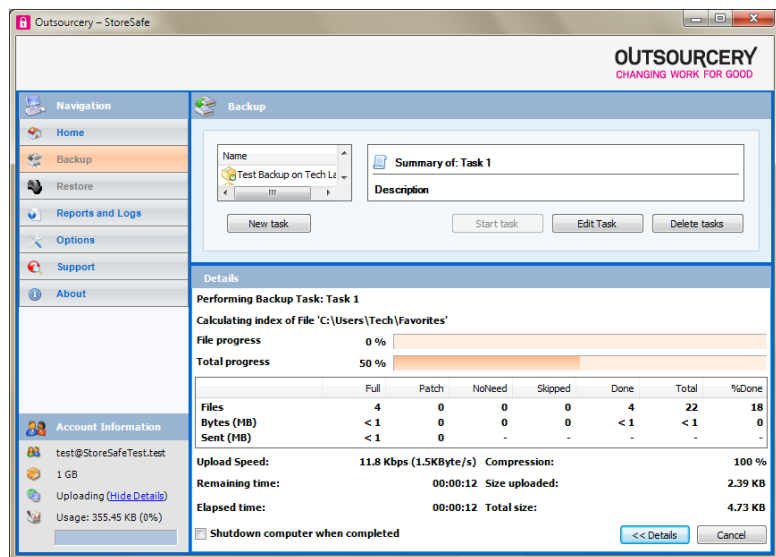 Outsourcery – StoreSafe
OUTSOURCERY
CHANGING WORK FOR GOOD
Navigation
Home
Backup
Restore
Reports and Logs
Options
Support
About
Account Information
test@StoreSafeTest.test
1 GB
Uploading (Hide Details)
Usage: 355.45 KB (0%)
Backup
Name
Test Backup on Tech La
New task
Summary of: Task 1
Description
Start task Edit Task Delete tasks
Details
Performing Backup Task: Task 1
Calculating index of File 'C:\Users\Tech\Favorites'
File progress 0 %
Total progress 50 %
Full Patch NoNeed Skipped Done Total %Done
Files 4 0 0 0 4 22 18
Bytes (MB) < 1 0 0 0 < 1 < 1 0
Sent (MB) < 1 0 - - - - -
Upload Speed: 11.8 Kbps (1.5KByte/s) Compression: 100 %
Remaining time: 00:00:12 Size uploaded: 2.39 KB
Elapsed time: 00:00:12 Total size: 4.73 KB
Shutdown computer when completed
<< Details Cancel